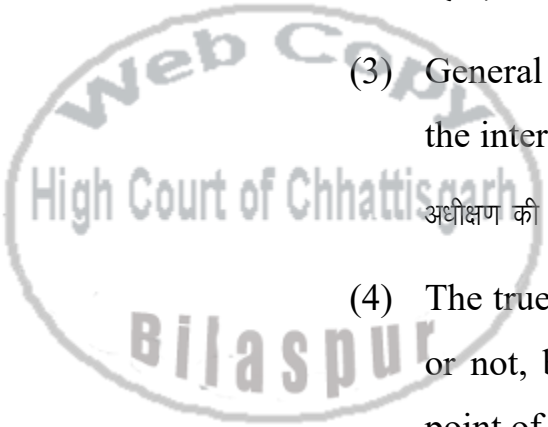 Web Copy
(3) General
the inter
High Court of Chhattisgarh
अधीक्षण की
(4) The true
Bilaspur
or not, b
point of